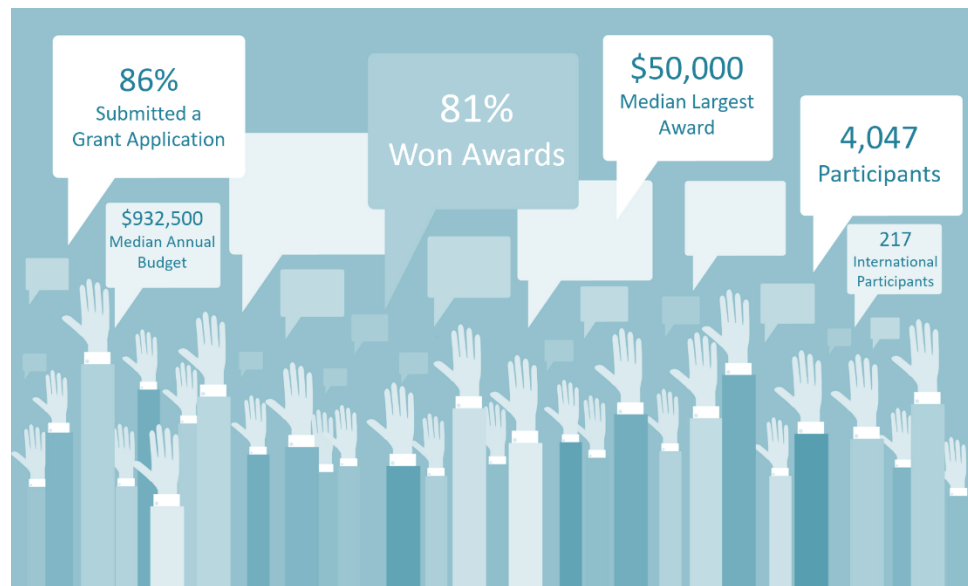 86%
Submitted a
Grant Application
$932,500
Median Annual
Budget
81%
Won Awards
$50,000
Median Largest
Award
4,047
Participants
217
International
Participants